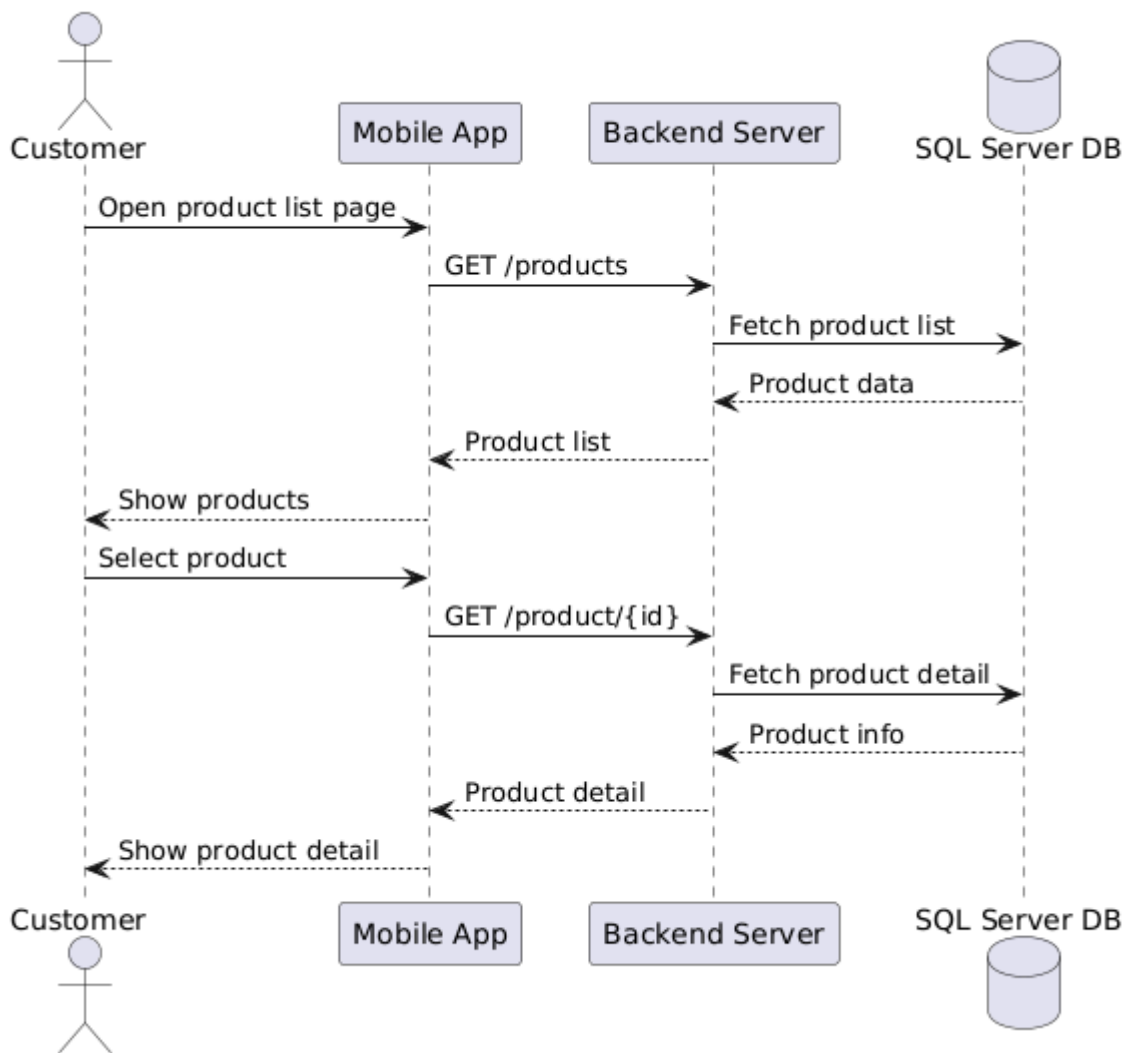 Customer
Mobile App
Backend Server
SQL Server DB
Open product list page
GET /products
Fetch product list
Product data
Product list
Show products
Select product
GET /product/{id}
Fetch product detail
Product info
Product detail
Show product detail
Customer
Mobile App
Backend Server
SQL Server DB